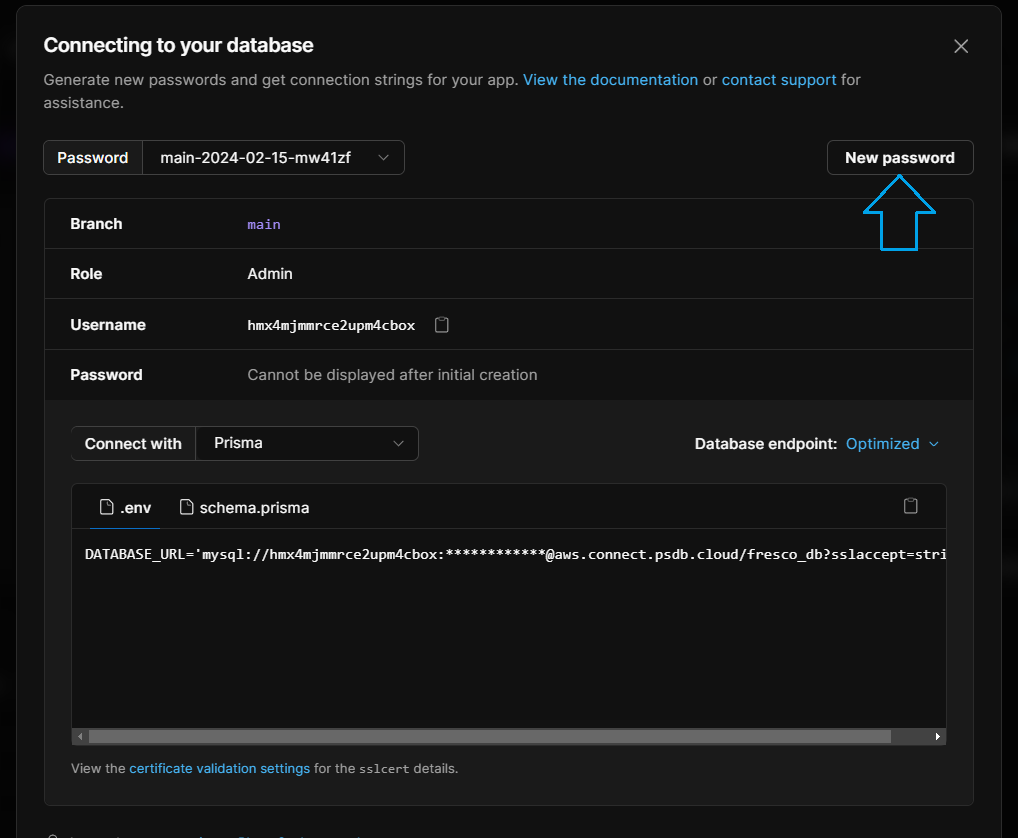 Connecting to your database
Generate new passwords and get connection strings for your app. View the documentation or contact support for
assistance.
Password main-2024-02-15-mw41zf New password
Branch main
Role Admin
Username hmx4mjmmrce2upm4cbox
Password Cannot be displayed after initial creation
Connect with Prisma Database endpoint: Optimized
.env schema.prisma
DATABASE_URL='mysql://hmx4mjmmrce2upm4cbox:************@aws.connect.psdb.cloud/fresco_db?sslaccept=stri
View the certificate validation settings for the sslcert details.